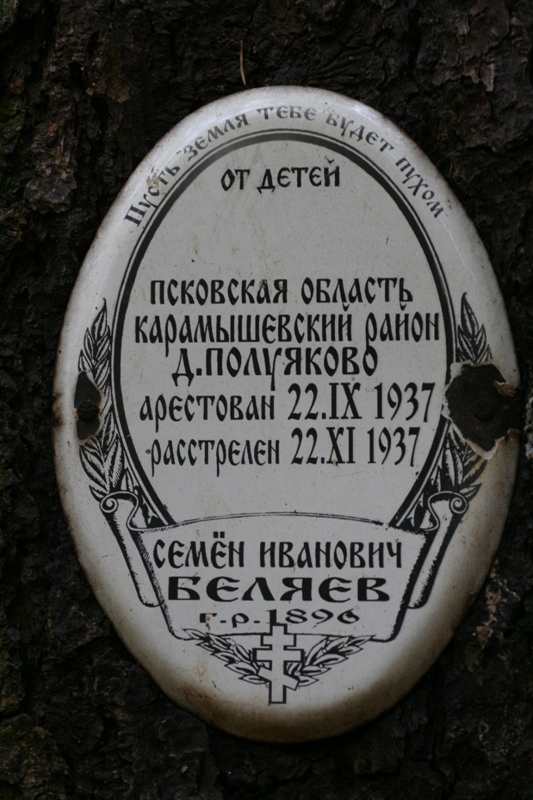 Пусть земля тебе будет пухом
ОТ ДЕТЕЙ
ПСКОВСКАЯ ОБЛАСТЬ
КАРАМЫШЕВСКИЙ РАЙОН
Д.ПОЛУЯКОВО
АРЕСТОВАН 22.IX 1937
РАССТРЕЛЕН 22.XI 1937
СЕМЁН ИВАНОВИЧ
БЕЛЯЕВ
г.р. 1896